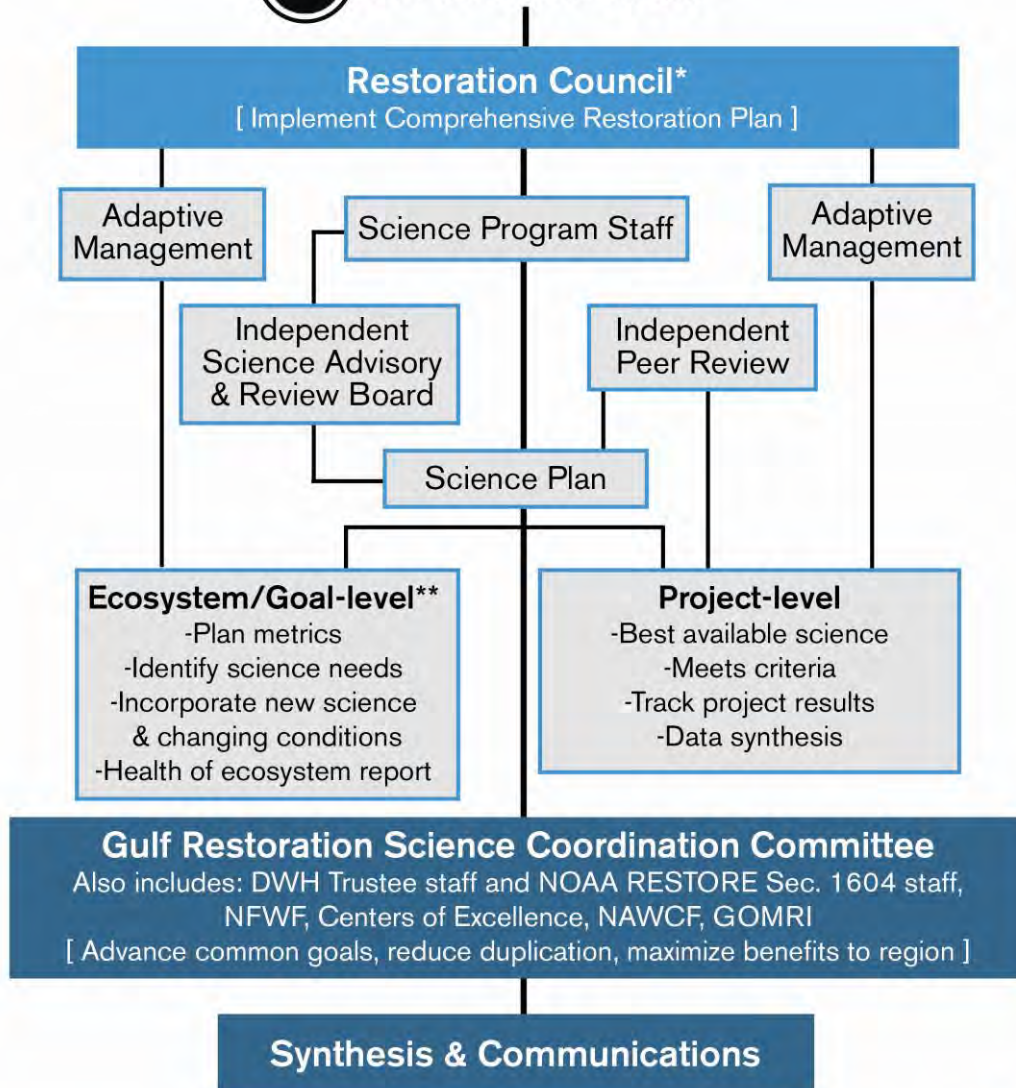 Restoration Council*
[ Implement Comprehensive Restoration Plan ]
Adaptive
Management
Science Program Staff
Adaptive
Management
Independent
Science Advisory
& Review Board
Independent
Peer Review
Science Plan
Ecosystem/Goal-level**
-Plan metrics
-Identify science needs
-Incorporate new science
& changing conditions
-Health of ecosystem report
Project-level
-Best available science
-Meets criteria
-Track project results
-Data synthesis
Gulf Restoration Science Coordination Committee
Also includes: DWH Trustee staff and NOAA RESTORE Sec. 1604 staff,
NFWF, Centers of Excellence, NAWCF, GOMRI
[ Advance common goals, reduce duplication, maximize benefits to region ]
Synthesis & Communications